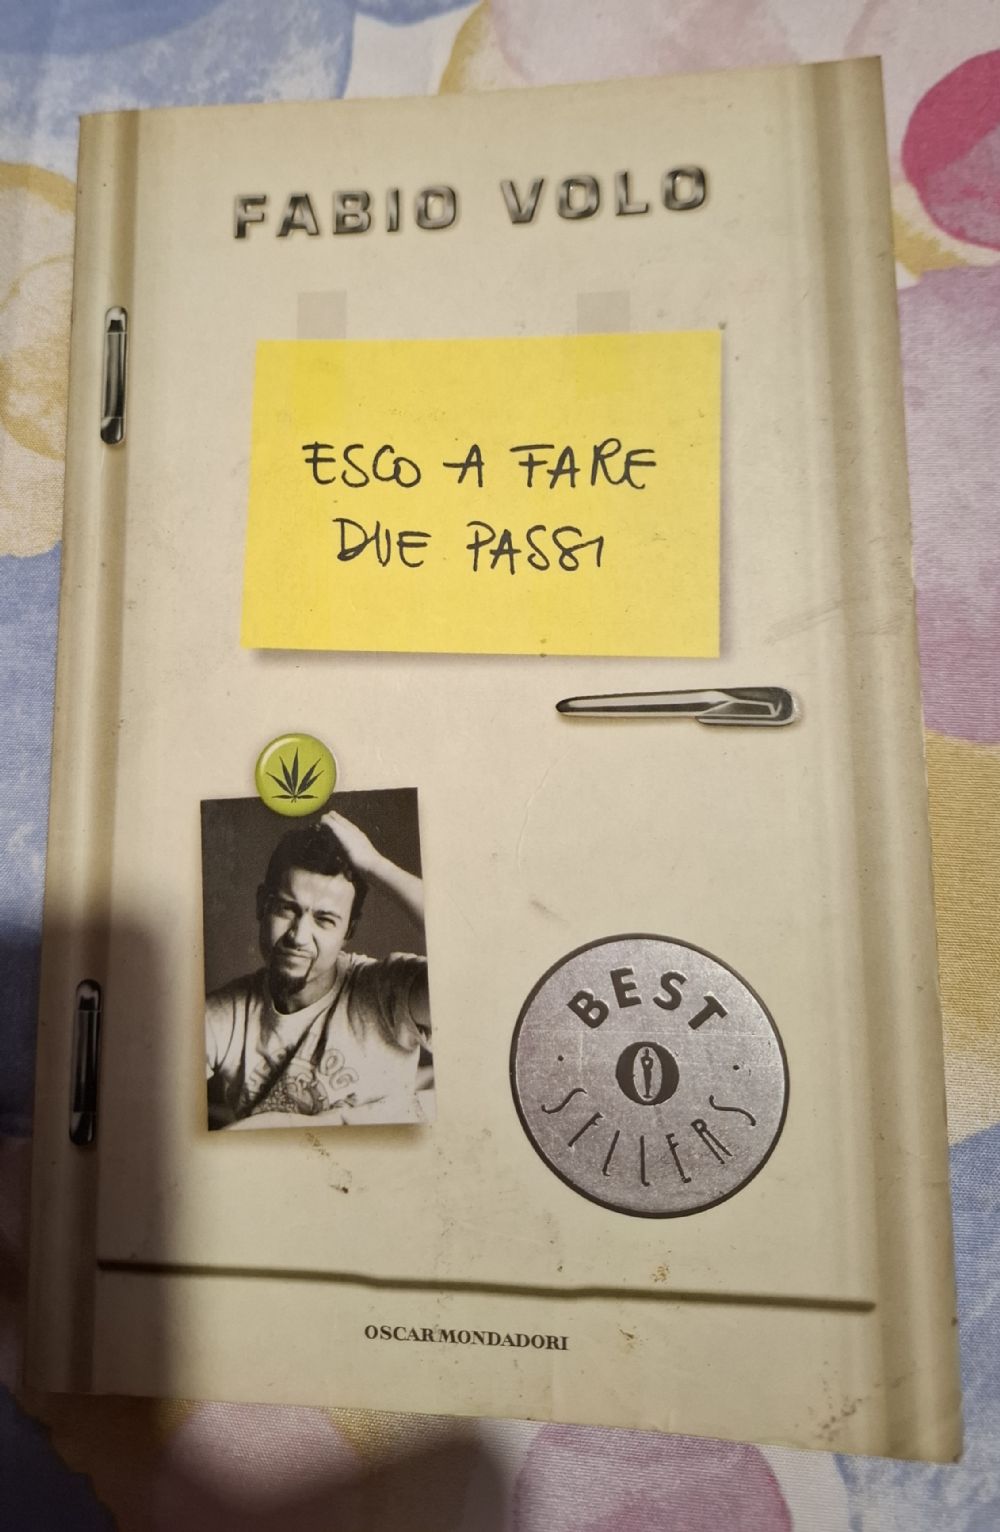 FABIO VOLO
ESCO A FARE
DUE PASSI
BEST
O
SELLERS
OSCAR MONDADORI